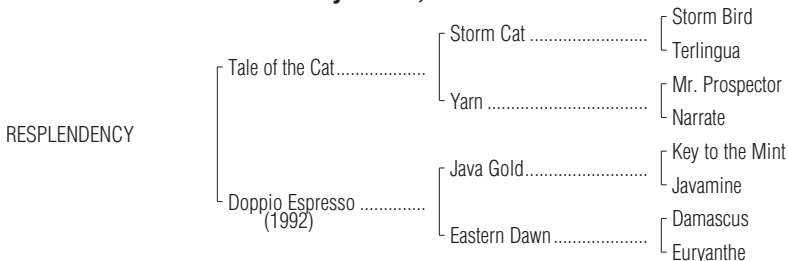 Storm Bird
Storm Cat ..........................
Terlingua
Tale of the Cat...................
Mr. Prospector
Yarn ..................................
Narrate
RESPLENDENCY
Key to the Mint
Java Gold..........................
Javamine
Doppio Espresso ..............
(1992)
Damascus
Eastern Dawn....................
Euryanthe